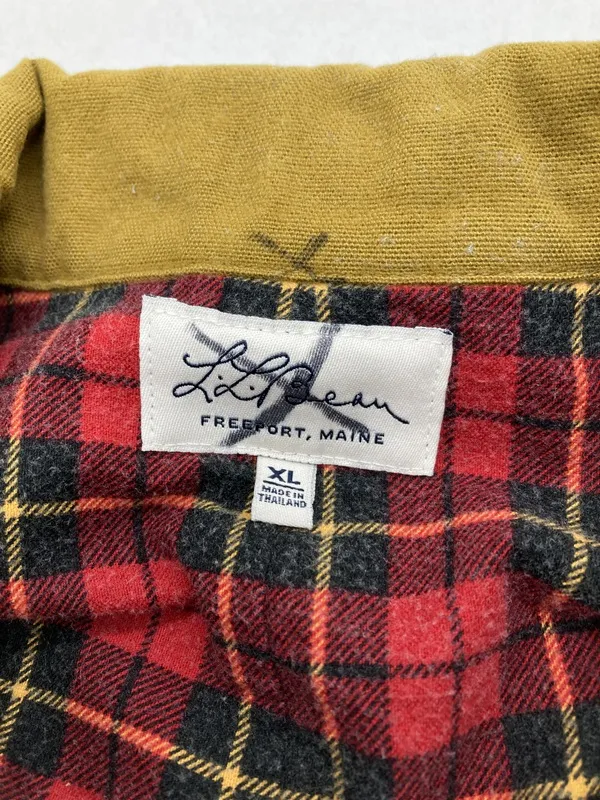 L.L.Bean
FREEPORT, MAINE
XL
MADE IN
THAILAND